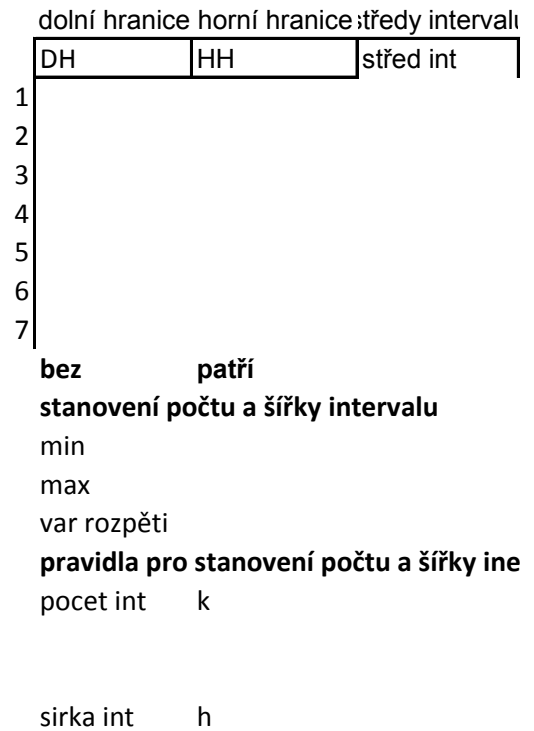 dolní hranice horní hranice středy intervalu
DH HH střed int
1
2
3
4
5
6
7
bez patří
stanovení počtu a šířky intervalu
min
max
var rozpěti
pravidla pro stanovení počtu a šířky ine
pocet int k
sirka int h